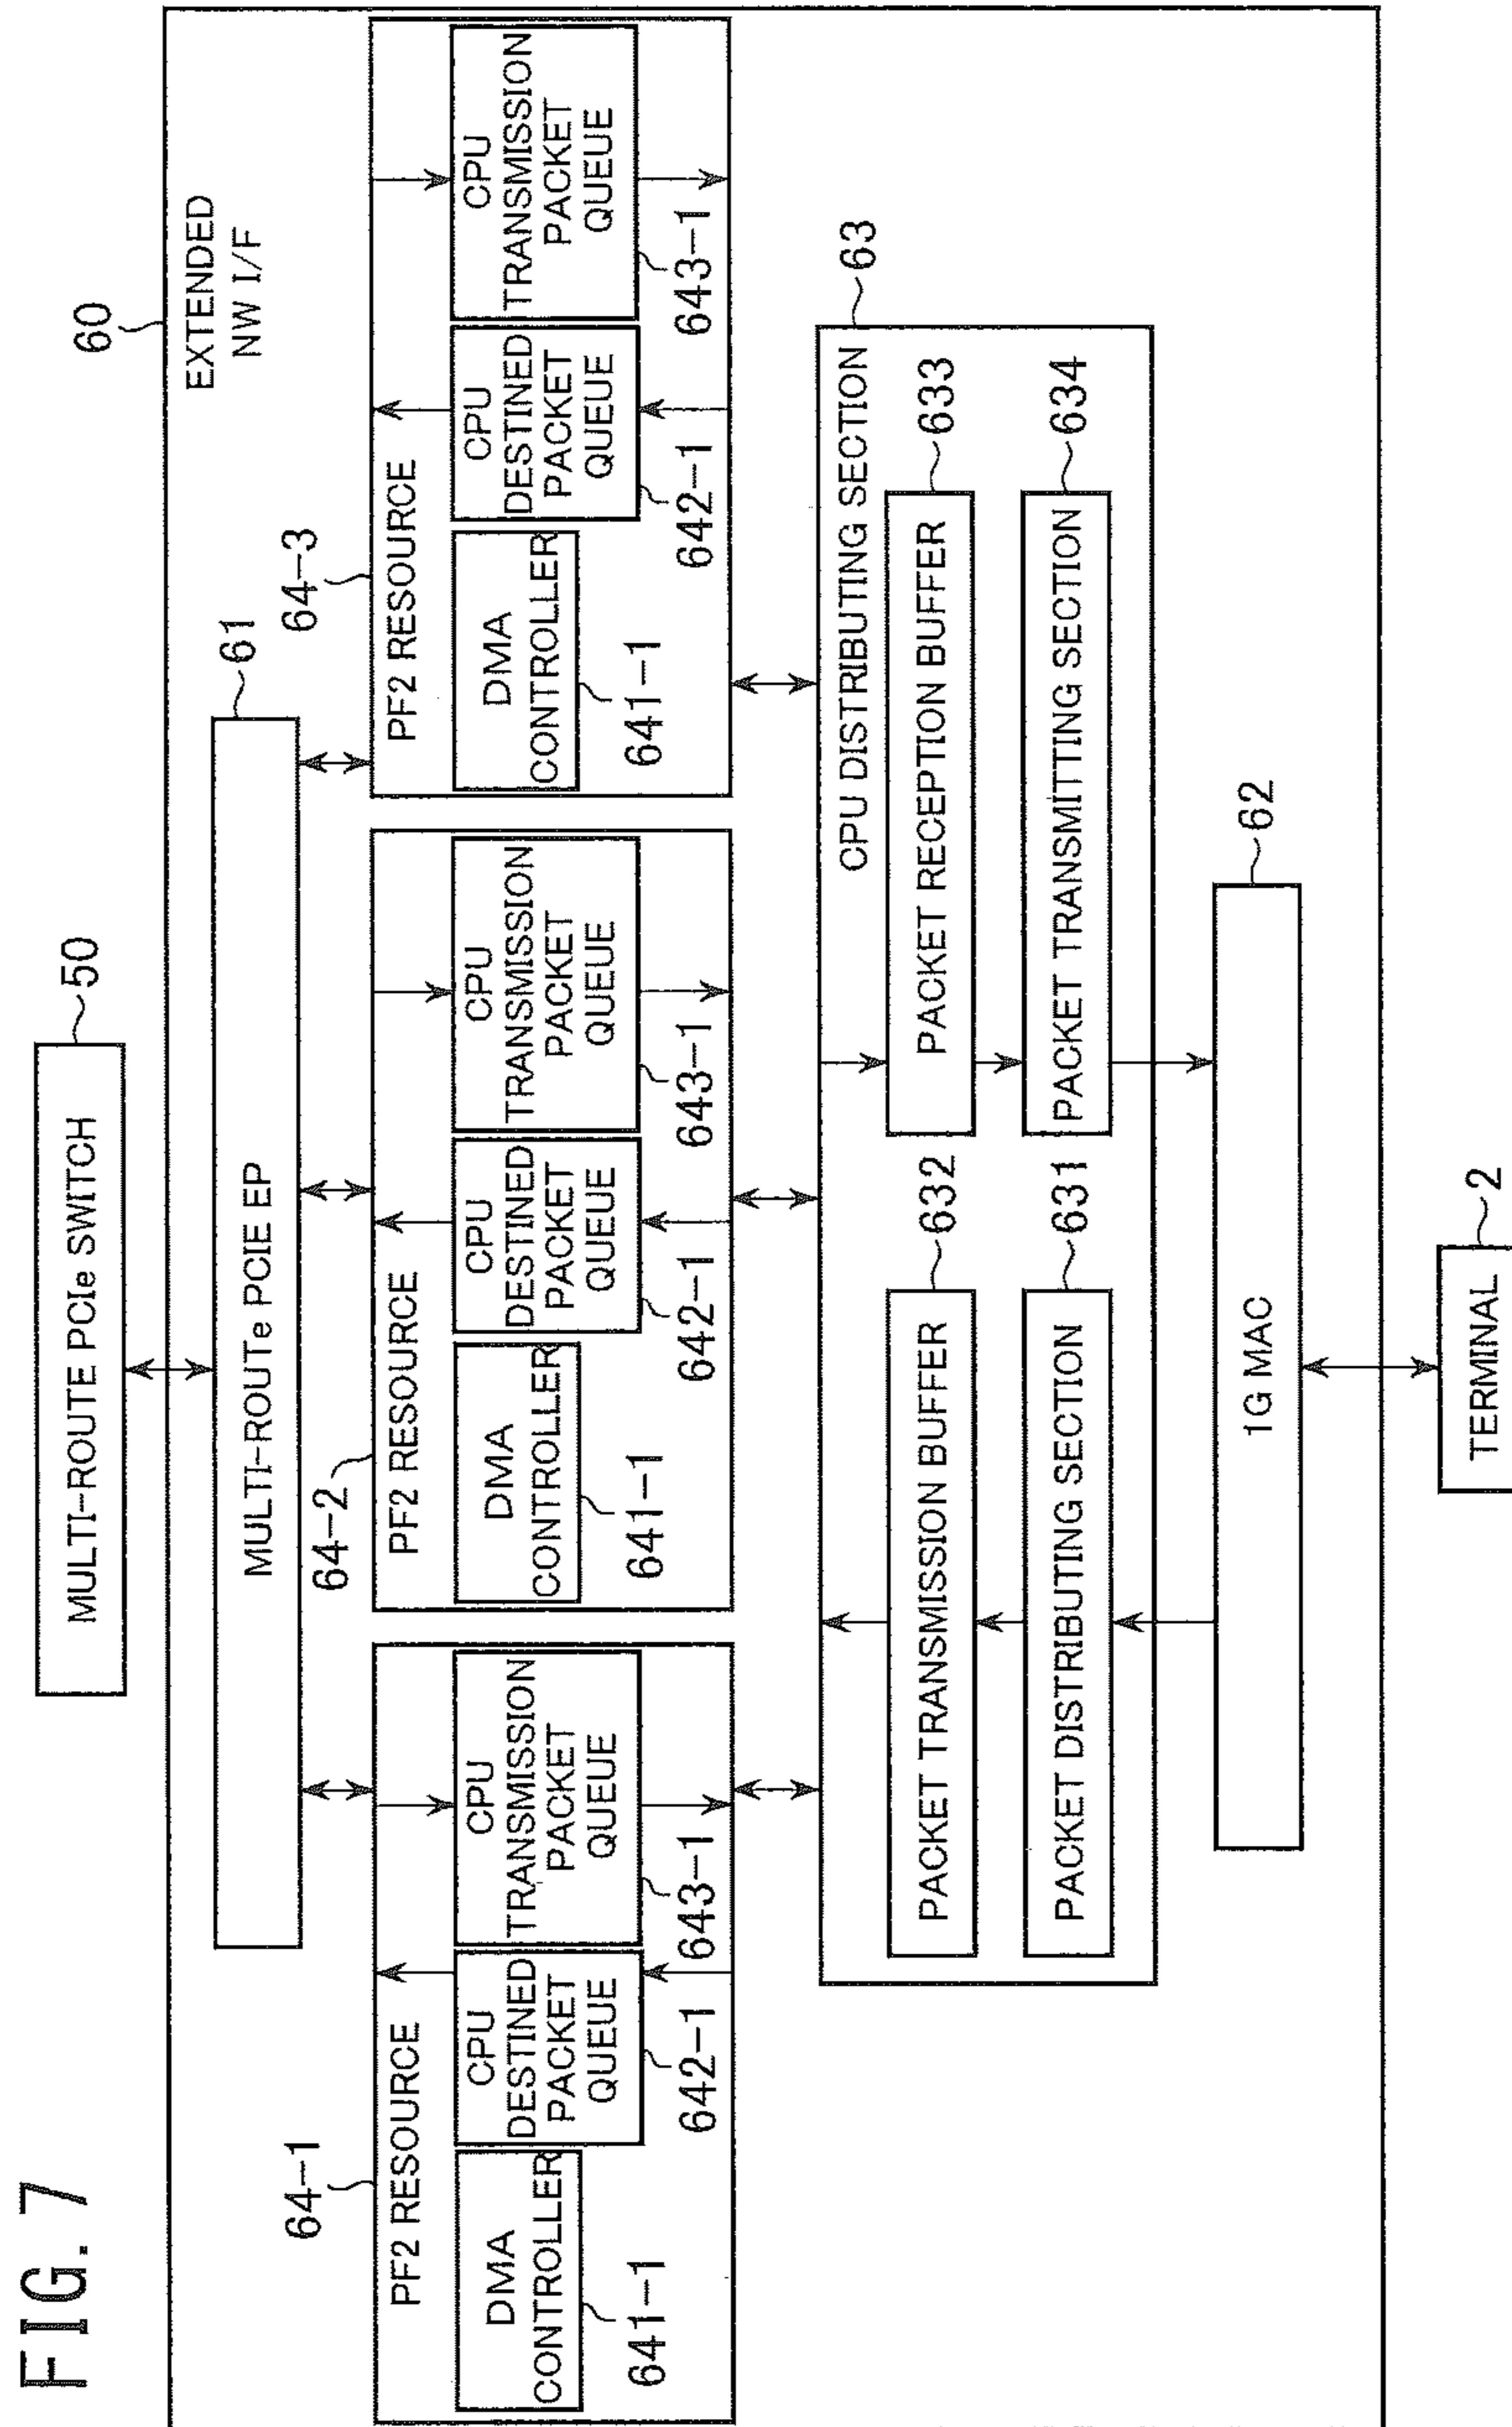 FIG. 7
MULTI-ROUTE PCIe SWITCH
50
60
EXTENDED
NW I/F
MULTI-ROUTe PCIE EP
61
64-1
PF2 RESOURCE
DMA
CONTROLLER
641-1
CPU
DESTINED
PACKET
QUEUE
642-1
CPU
TRANSMISSION
PACKET
QUEUE
643-1
64-2
PF2 RESOURCE
DMA
CONTROLLER
641-1
CPU
DESTINED
PACKET
QUEUE
642-1
CPU
TRANSMISSION
PACKET
QUEUE
643-1
64-3
PF2 RESOURCE
DMA
CONTROLLER
641-1
CPU
DESTINED
PACKET
QUEUE
642-1
CPU
TRANSMISSION
PACKET
QUEUE
643-1
CPU DISTRIBUTING SECTION
63
PACKET TRANSMISSION BUFFER
632
PACKET RECEPTION BUFFER
633
PACKET DISTRIBUTING SECTION
631
PACKET TRANSMITTING SECTION
634
1G MAC
62
TERMINAL
2